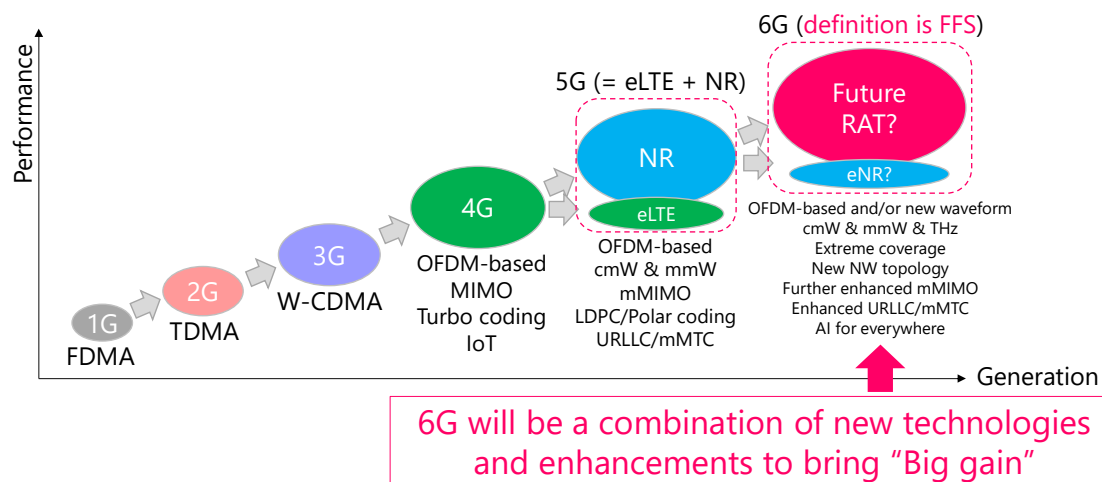 Performance
1G
FDMA
2G
TDMA
3G
W-CDMA
4G
OFDM-based
MIMO
Turbo coding
IoT
5G (= eLTE + NR)
NR
eLTE
OFDM-based
cmW & mmW
mMIMO
LDPC/Polar coding
URLLC/mMTC
6G (definition is FFS)
Future
RAT?
eNR?
OFDM-based and/or new waveform
cmW & mmW & THz
Extreme coverage
New NW topology
Further enhanced mMIMO
Enhanced URLLC/mMTC
AI for everywhere
Generation
6G will be a combination of new technologies
and enhancements to bring “Big gain”